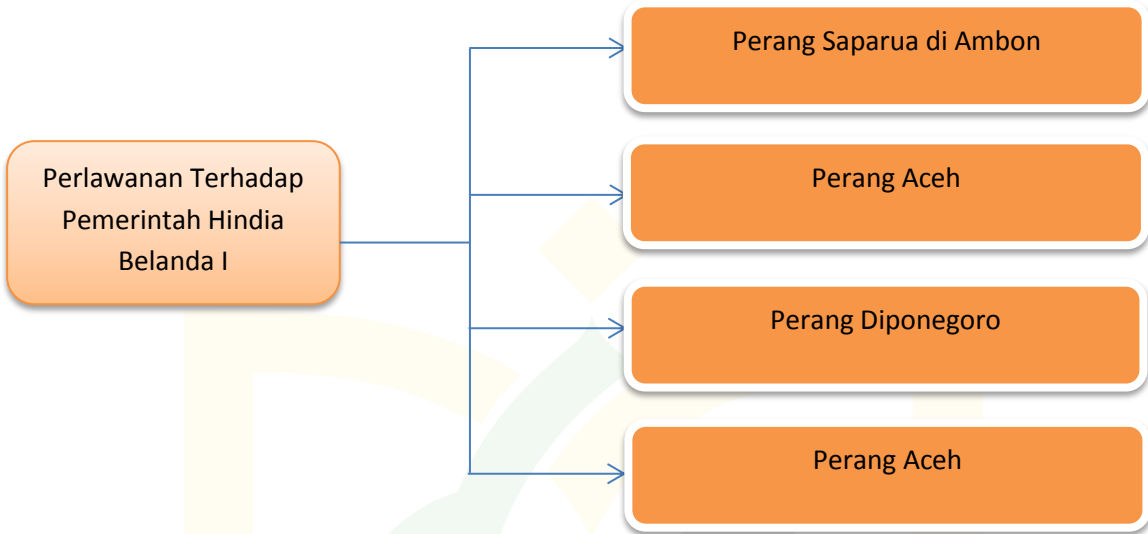 Perlawanan Terhadap
Pemerintah Hindia
Belanda I
Perang Saparua di Ambon
Perang Aceh
Perang Diponegoro
Perang Aceh